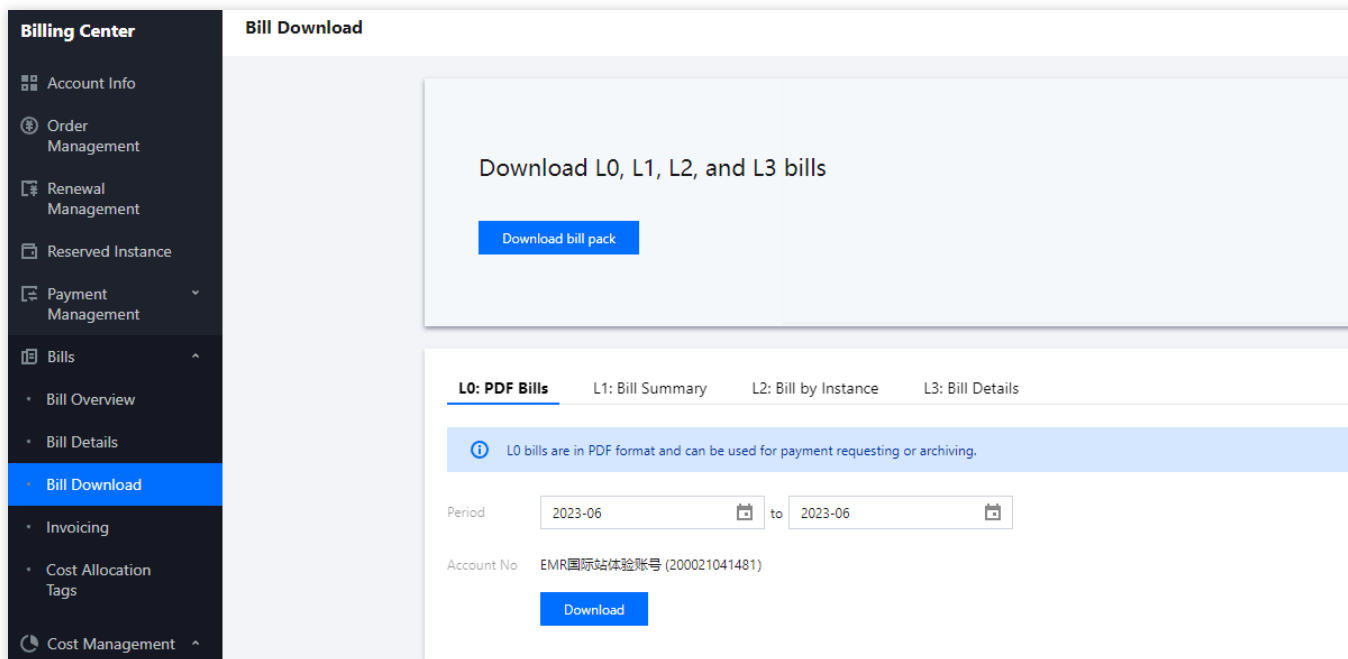 Billing Center
Bill Download
Account Info
Order
Management
Renewal
Management
Reserved Instance
Payment
Management
Bills
Bill Overview
Bill Details
Bill Download
Invoicing
Cost Allocation
Tags
Cost Management
Download L0, L1, L2, and L3 bills
Download bill pack
L0: PDF Bills L1: Bill Summary L2: Bill by Instance L3: Bill Details
L0 bills are in PDF format and can be used for payment requesting or archiving.
Period 2023-06 to 2023-06
Account No EMR国际站体验账号 (200021041481)
Download